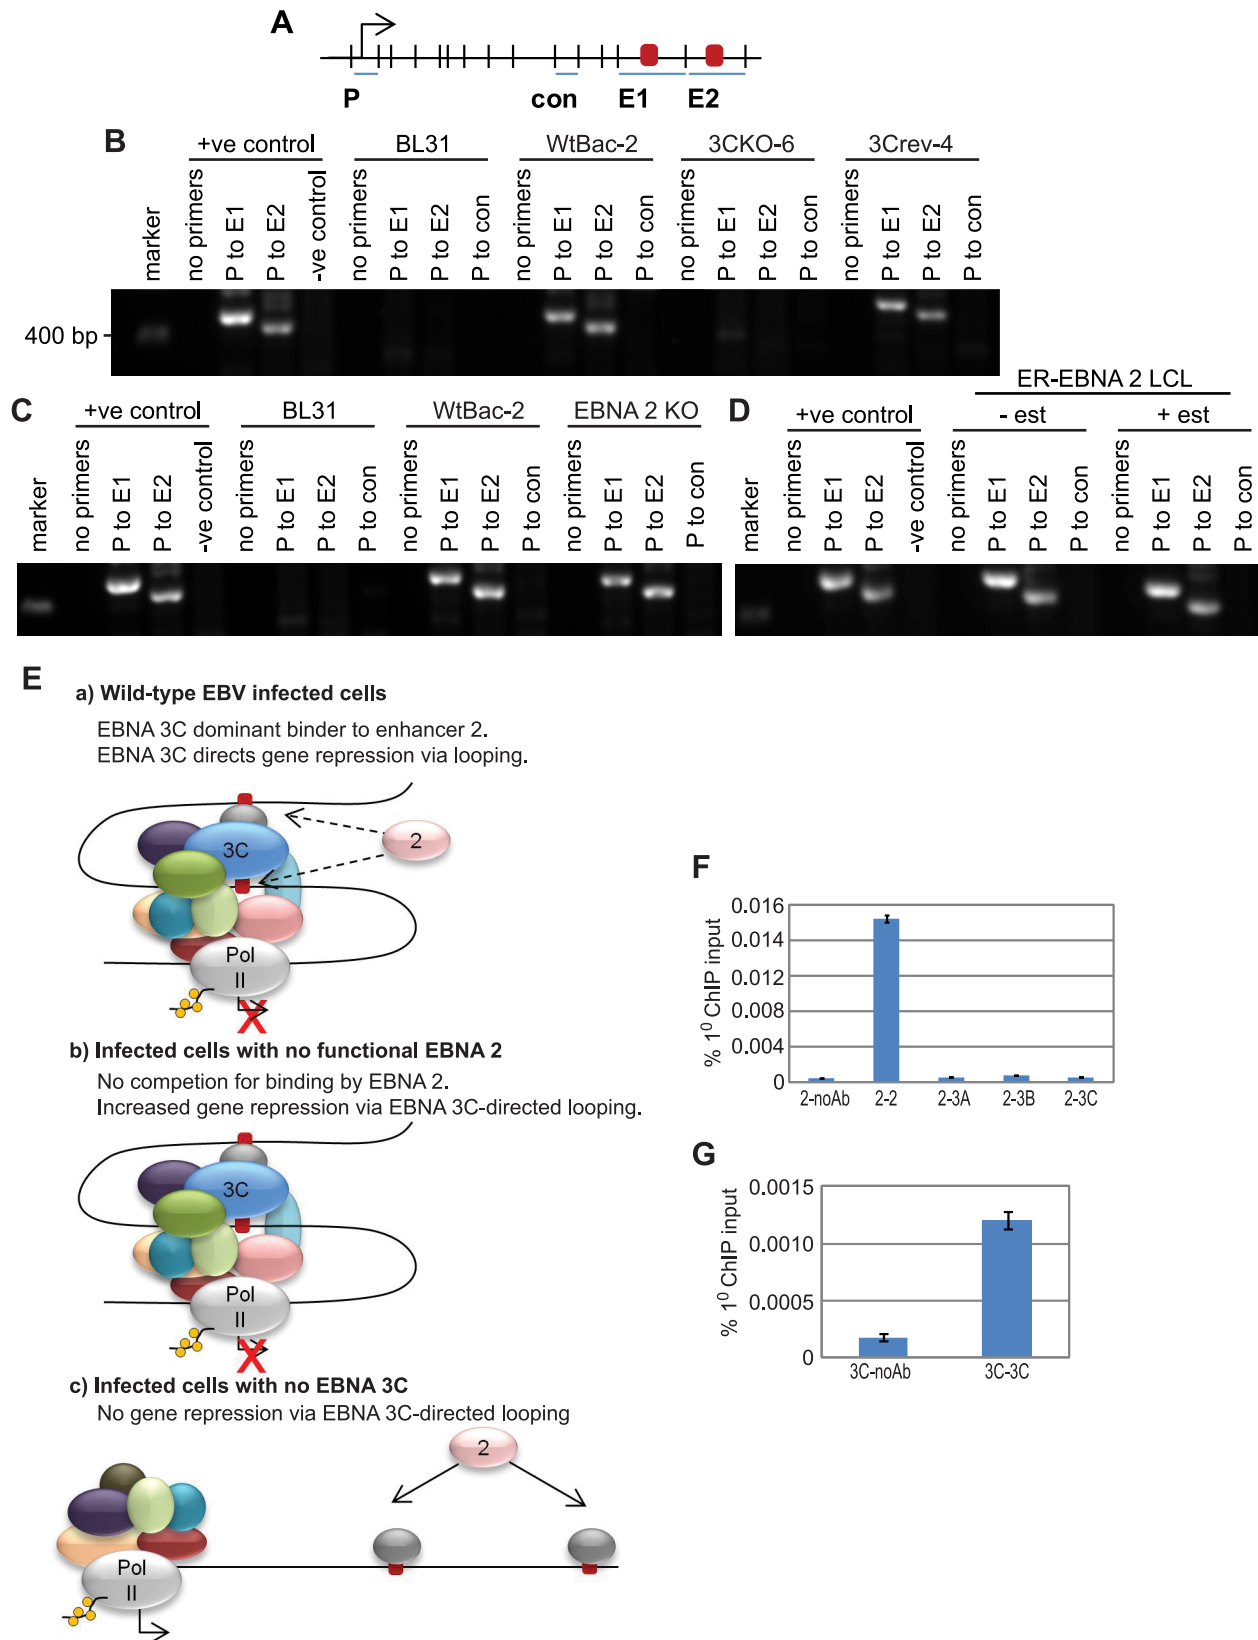 A
P con E1 E2
B
+ve control BL31 WtBac-2 3CKO-6 3Crev-4
marker no primers P to E1 P to E2 -ve control no primers P to E1 P to E2 P to con no primers P to E1 P to E2 P to con no primers P to E1 P to E2 P to con no primers P to E1 P to E2 P to con
400 bp
C
+ve control BL31 WtBac-2 EBNA 2 KO
marker no primers P to E1 P to E2 -ve control no primers P to E1 P to E2 P to con no primers P to E1 P to E2 P to con no primers P to E1 P to E2 P to con
D
ER-EBNA 2 LCL
+ve control - est + est
marker no primers P to E1 P to E2 -ve control no primers P to E1 P to E2 P to con no primers P to E1 P to E2 P to con
E
a) Wild-type EBV infected cells
EBNA 3C dominant binder to enhancer 2.
EBNA 3C directs gene repression via looping.
3C
2
Pol
II
X
b) Infected cells with no functional EBNA 2
No competion for binding by EBNA 2.
Increased gene repression via EBNA 3C-directed looping.
3C
Pol
II
X
c) Infected cells with no EBNA 3C
No gene repression via EBNA 3C-directed looping
2
Pol
II
F
% 1⁰ ChIP input
0.016
0.014
0.012
0.008
0.004
0
2-noAb 2-2 2-3A 2-3B 2-3C
G
% 1⁰ ChIP input
0.0015
0.0010
0.0005
0
3C-noAb 3C-3C